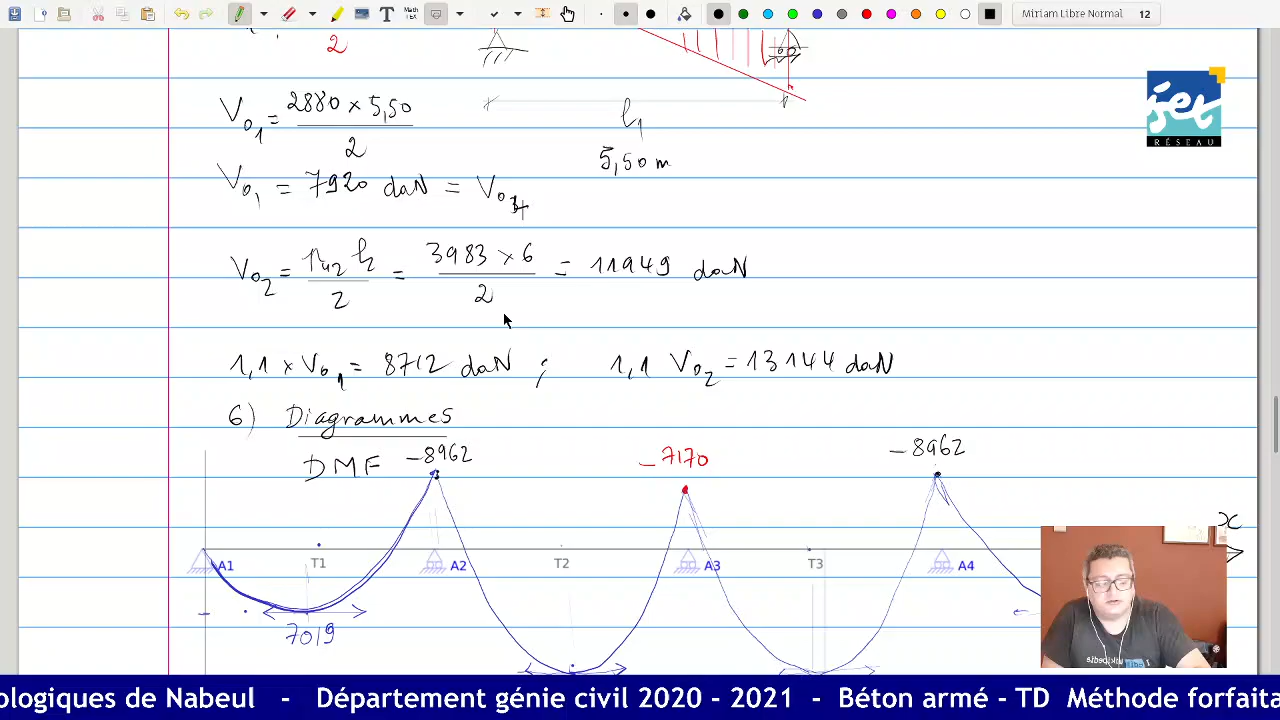 Miriam Libre Normal 12
Math
TEX
2
V01 = 2880 × 5,50
2
l1
5,50 m
V01 = 7920 daN = V04
V02 = Pu2 l2 = 3983 × 6 = 11949 daN
2 2
1,1 × V01 = 8712 daN ; 1,1 V02 = 13144 daN
6) Diagrammes
DMF -8962 -7170 -8962
x
A1 T1 A2 T2 A3 T3 A4
7019
iset
RÉSEAU
ologiques de Nabeul - Département génie civil 2020 - 2021 - Béton armé - TD Méthode forfaita